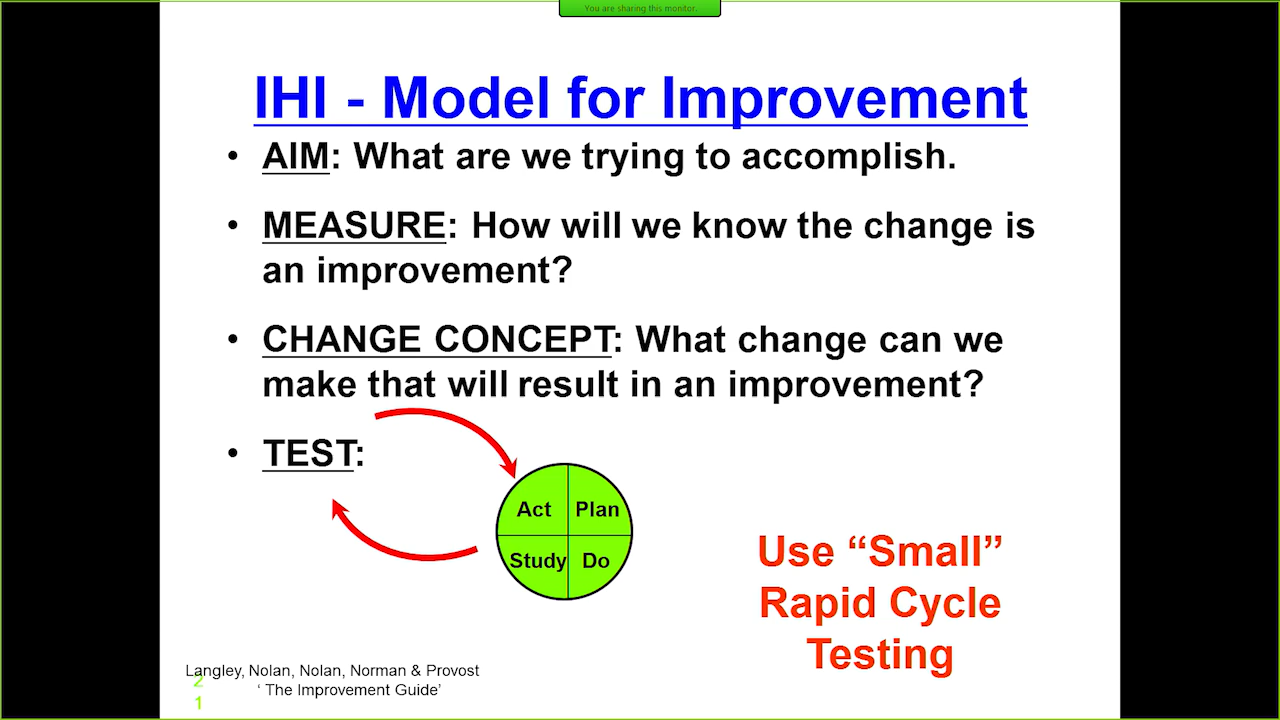 You are sharing this monitor.
IHI - Model for Improvement
• AIM: What are we trying to accomplish.
• MEASURE: How will we know the change is
an improvement?
• CHANGE CONCEPT: What change can we
make that will result in an improvement?
• TEST:
Act Plan
Study Do
Use “Small”
Rapid Cycle
Testing
Langley, Nolan, Nolan, Norman & Provost
‘ The Improvement Guide’
2
1